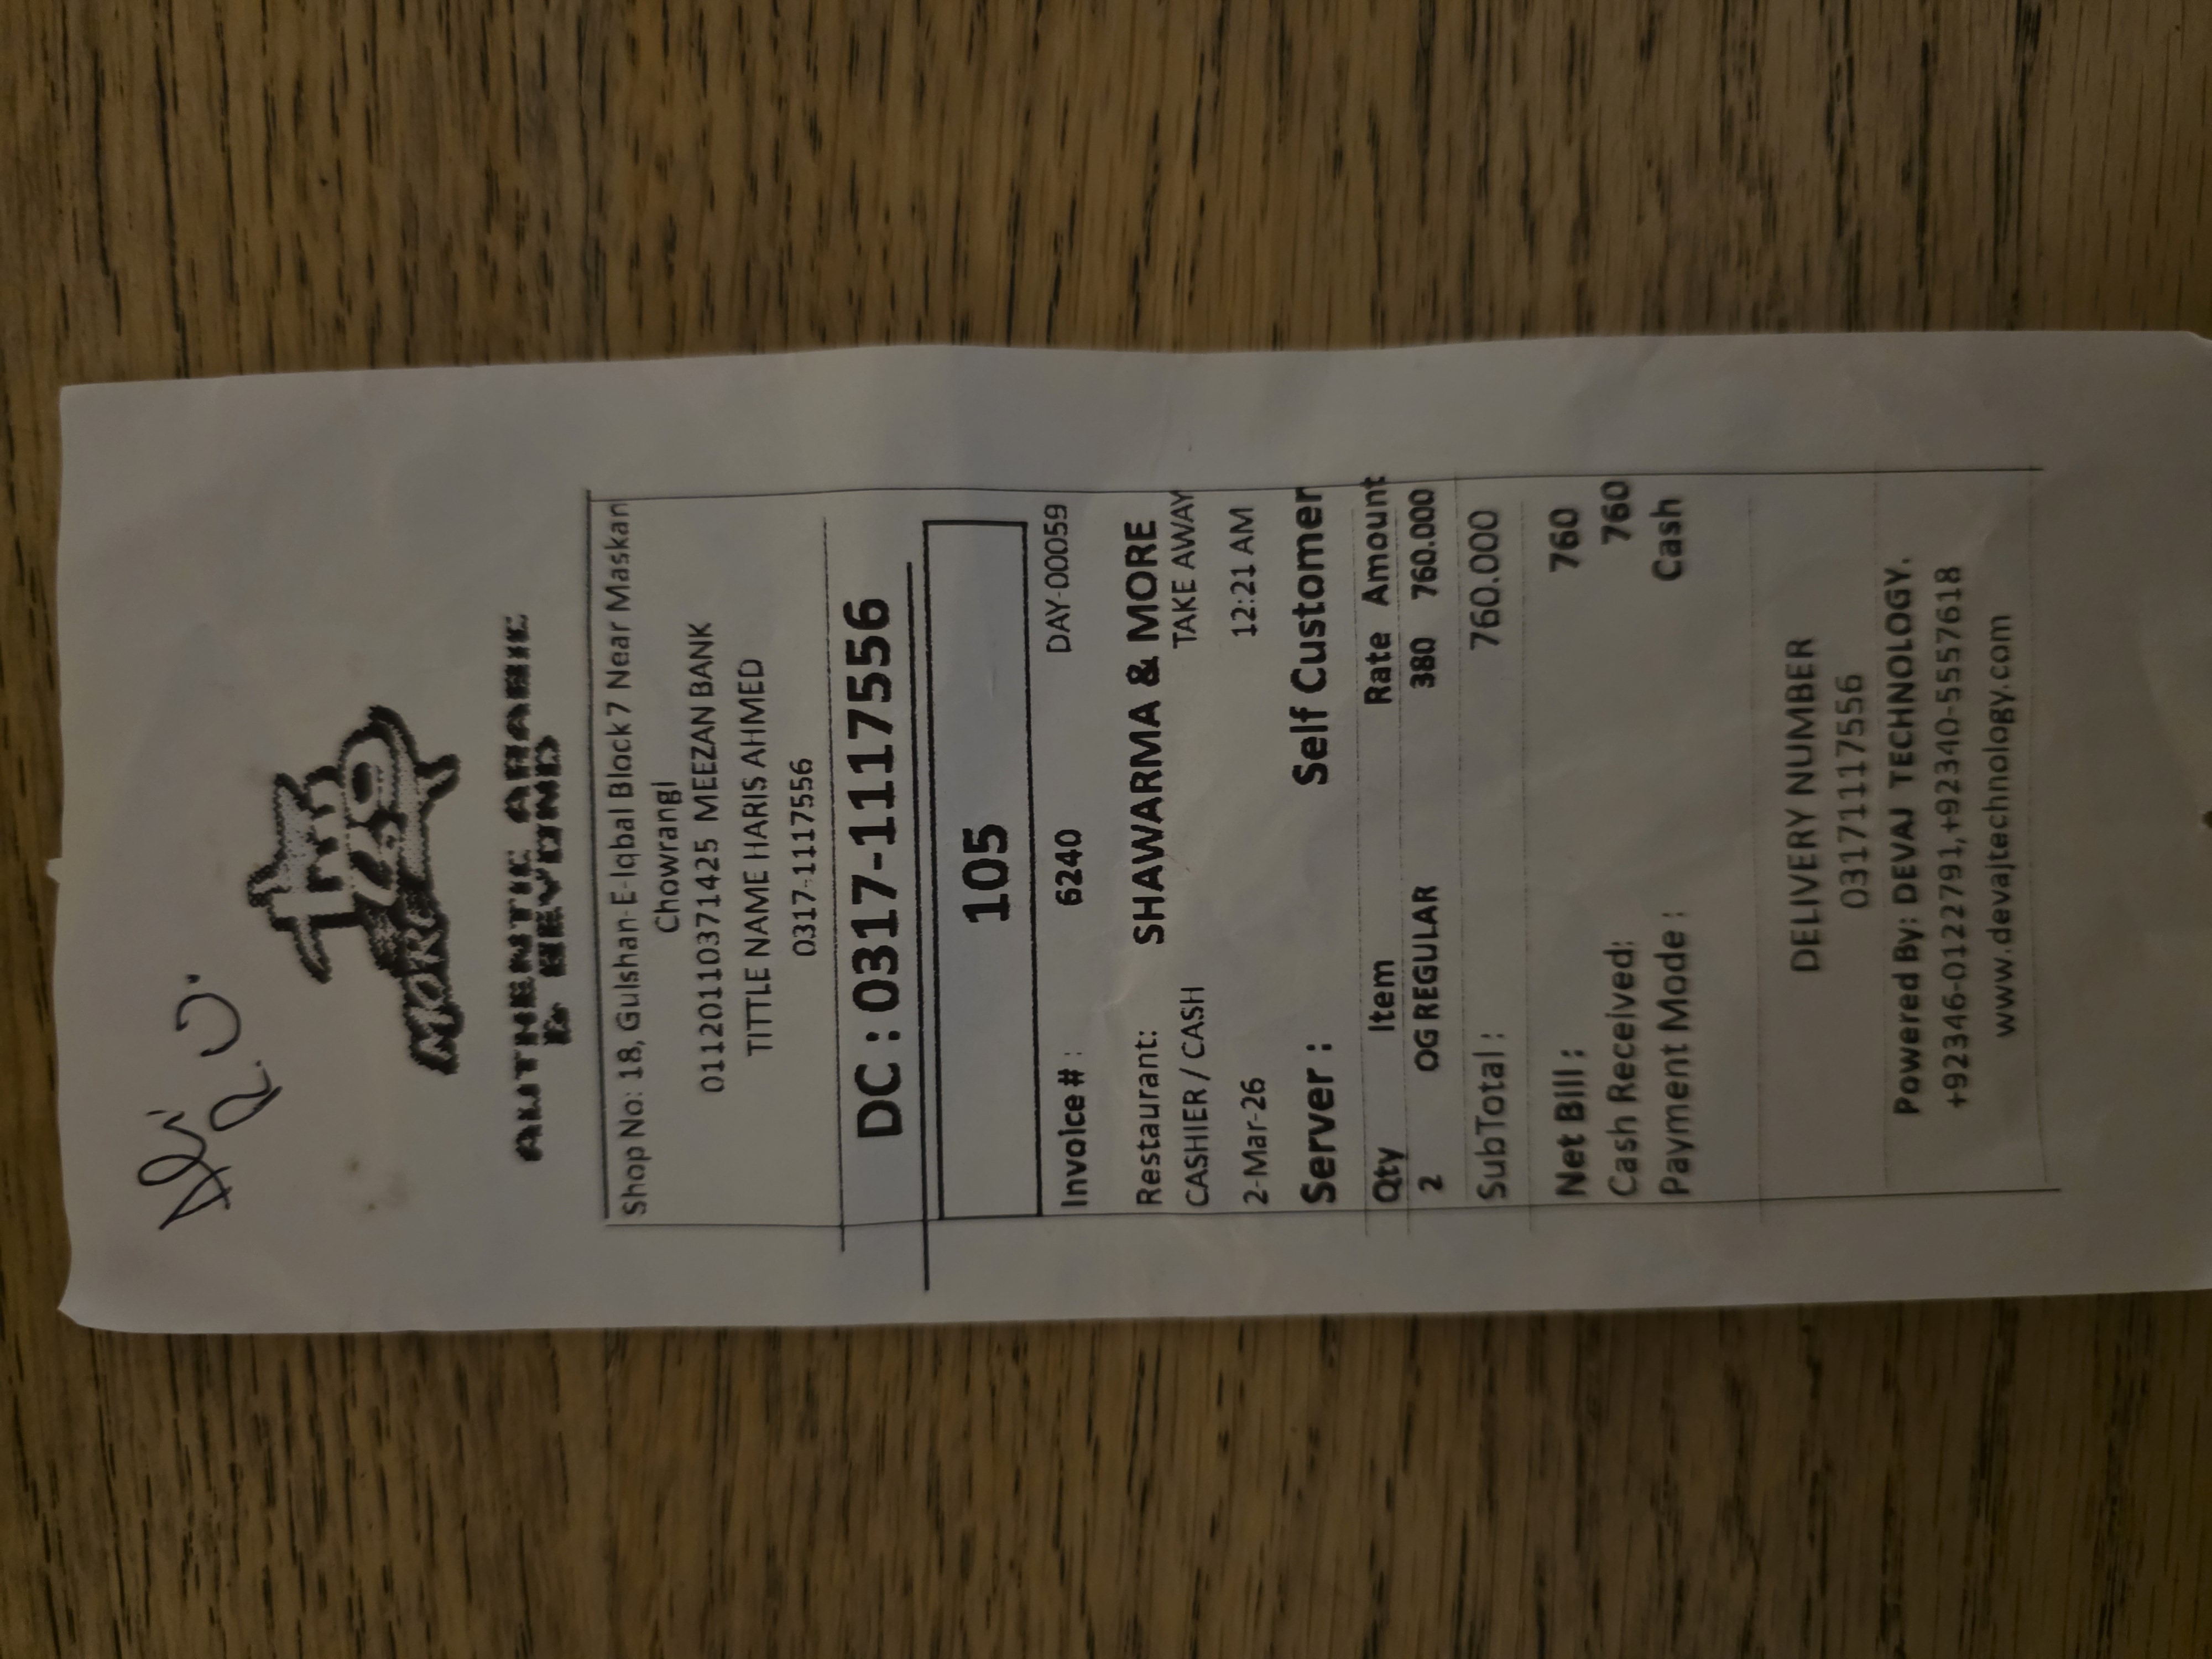 AUTHENTIC ARABIC
& BEYOND
Shop No: 18, Gulshan-E-Iqbal Block 7 Near Maskan
Chowrangi
01120110371425 MEEZAN BANK
TITTLE NAME HARIS AHMED
0317-1117556
DC : 0317-1117556
105
Invoice # : 6240 DAY-00059
Restaurant: SHAWARMA & MORE
CASHIER / CASH TAKE AWAY
2-Mar-26 12:21 AM
Server : Self Customer
Qty Item Rate Amount
2 OG REGULAR 380 760.000
SubTotal : 760.000
Net Bill : 760
Cash Received: 760
Payment Mode : Cash
DELIVERY NUMBER
03171117556
Powered By: DEVAJ TECHNOLOGY.
+92346-0122791,+92340-5557618
www.devajtechnology.com